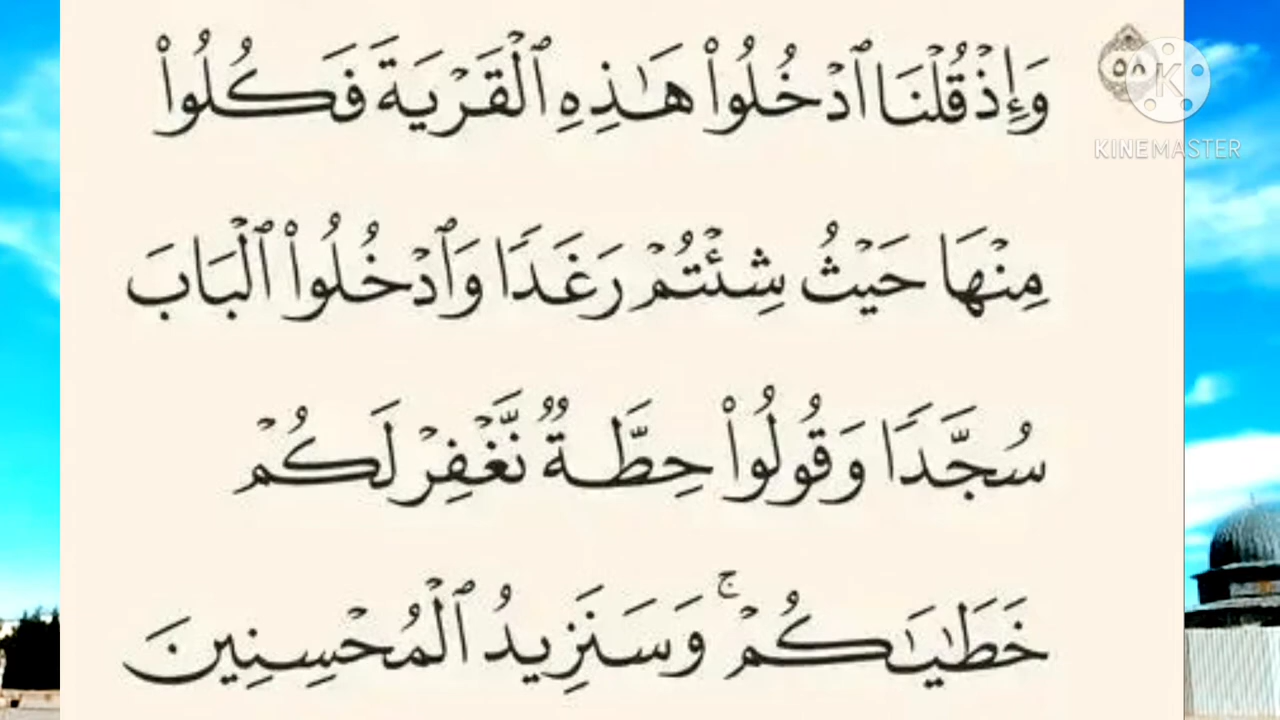 ٥٨
وَإِذۡ قُلۡنَا ٱدۡخُلُواْ هَٰذِهِ ٱلۡقَرۡيَةَ فَكُلُواْ
KINEMASTER
مِنۡهَا حَيۡثُ شِئۡتُمۡ رَغَدٗا وَٱدۡخُلُواْ ٱلۡبَابَ
سُجَّدٗا وَقُولُواْ حِطَّةٞ نَّغۡفِرۡ لَكُمۡ
خَطَٰيَٰكُمۡۚ وَسَنَزِيدُ ٱلۡمُحۡسِنِينَ